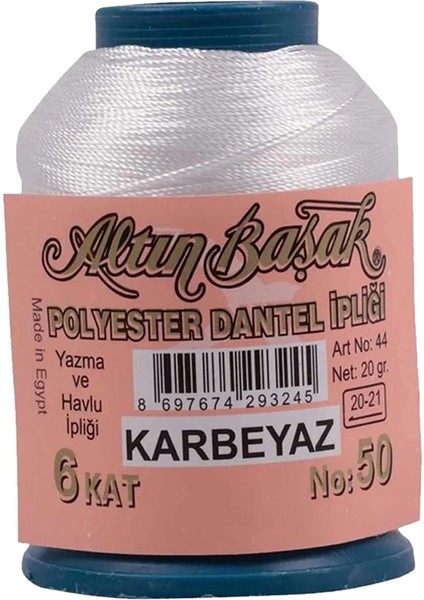 Altın Başak®
POLYESTER DANTEL İPLİĞİ
Made in Egypt
Yazma
ve
Havlu
İpliği
8 697674 293245
Art No: 44
Net: 20 gr.
20-21
KARBEYAZ
6 KAT
No: 50